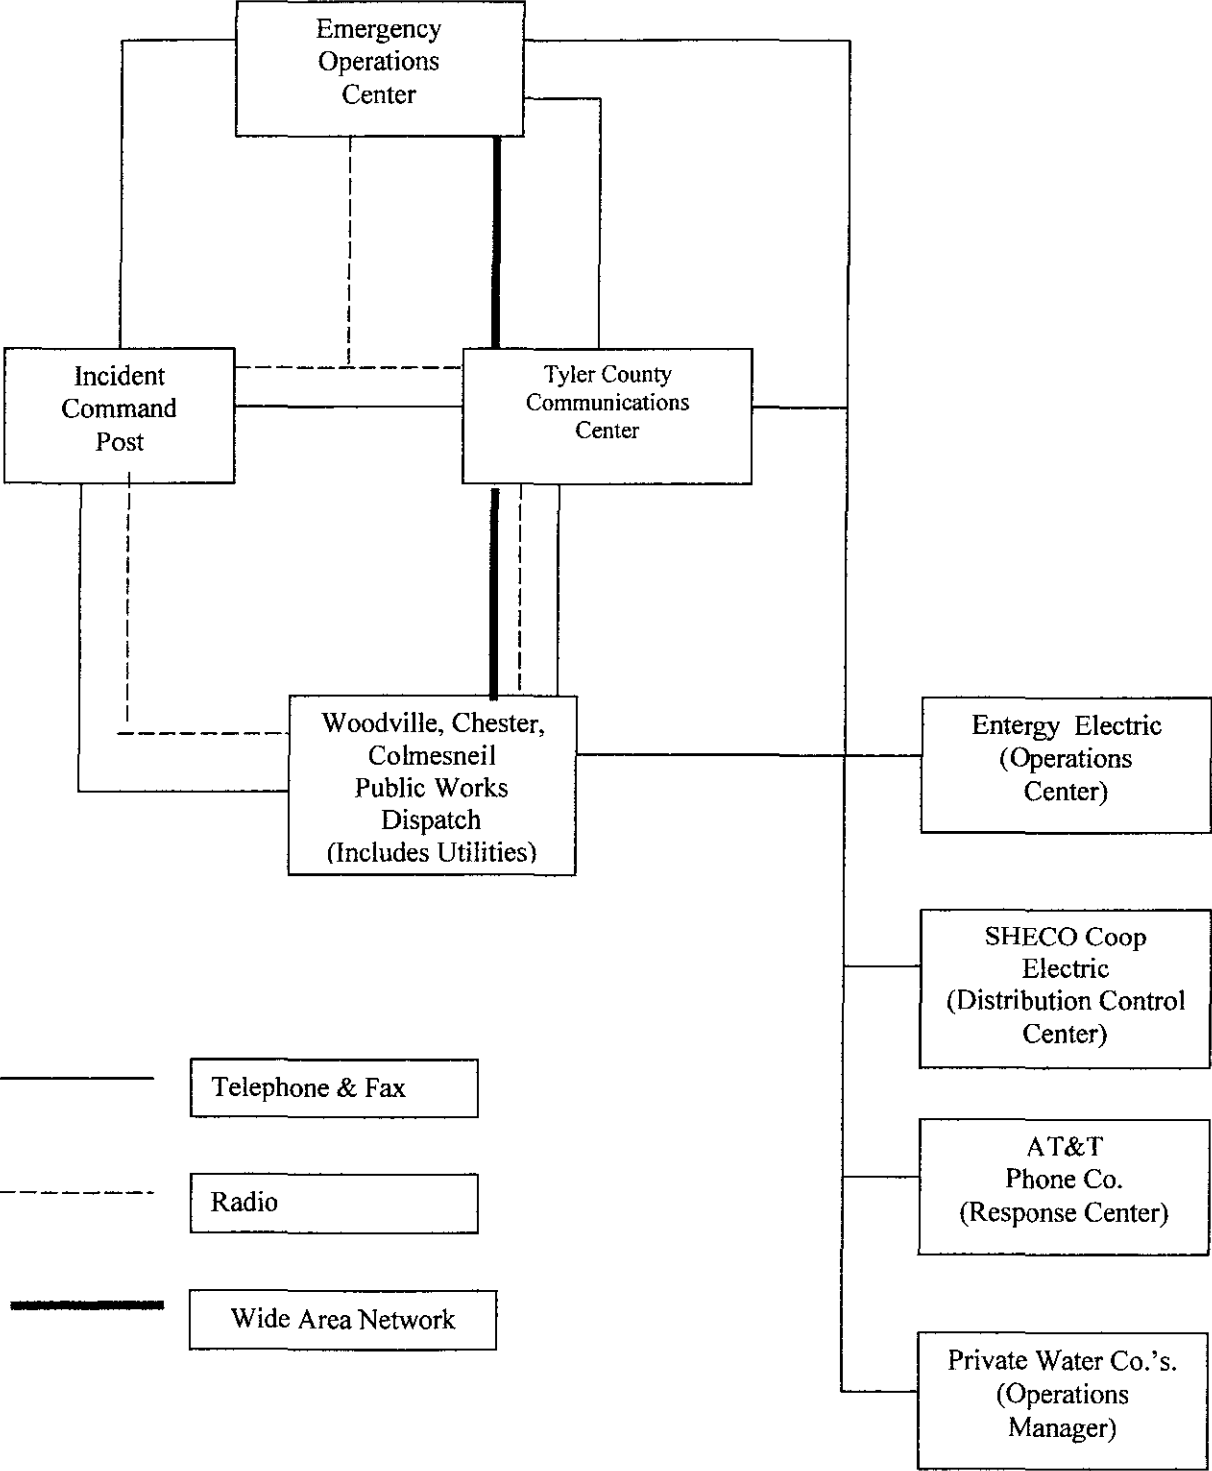 Emergency
Operations
Center
Incident
Command
Post
Tyler County
Communications
Center
Woodville, Chester,
Colmesneil
Public Works
Dispatch
(Includes Utilities)
Entergy Electric
(Operations
Center)
SHECO Coop
Electric
(Distribution Control
Center)
AT&T
Phone Co.
(Response Center)
Private Water Co.'s.
(Operations
Manager)
Telephone & Fax
Radio
Wide Area Network